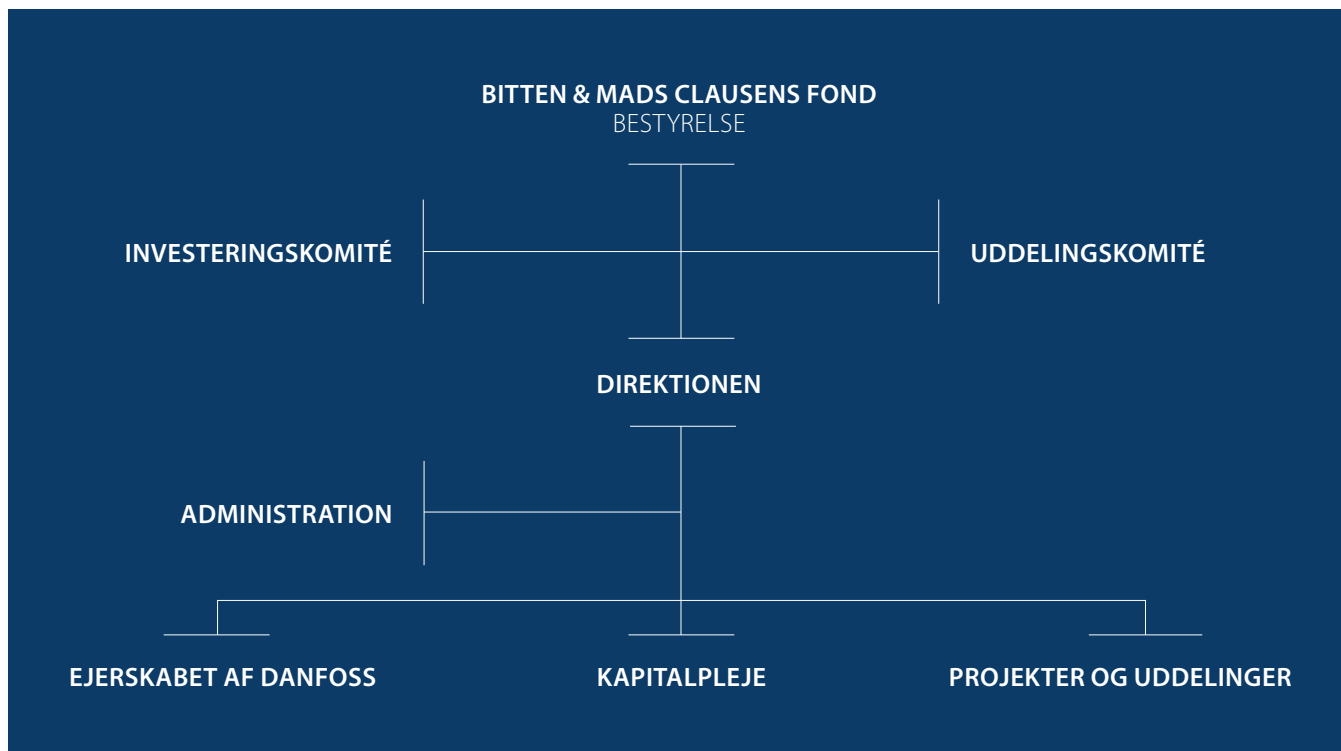 BITTEN & MADS CLAUSENS FOND
BESTYRELSE
INVESTERINGSKOMITÉ
UDDELINGSKOMITÉ
DIREKTIONEN
ADMINISTRATION
EJERSKABET AF DANFOSS
KAPITALPLEJE
PROJEKTER OG UDDELINGER